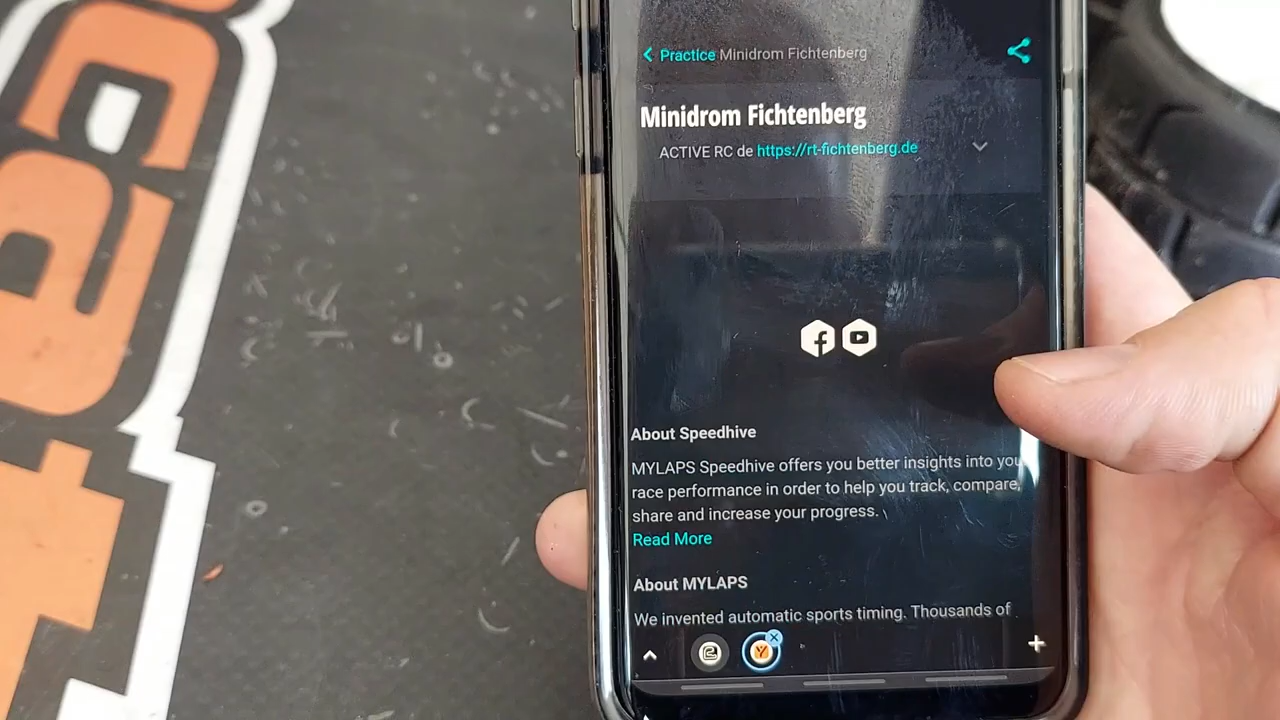 Practice Minidrom Fichtenberg
Minidrom Fichtenberg
ACTIVE RC de https://rt-fichtenberg.de
About Speedhive
MYLAPS Speedhive offers you better insights into you
race performance in order to help you track, compare,
share and increase your progress.
Read More
About MYLAPS
We invented automatic sports timing. Thousands of